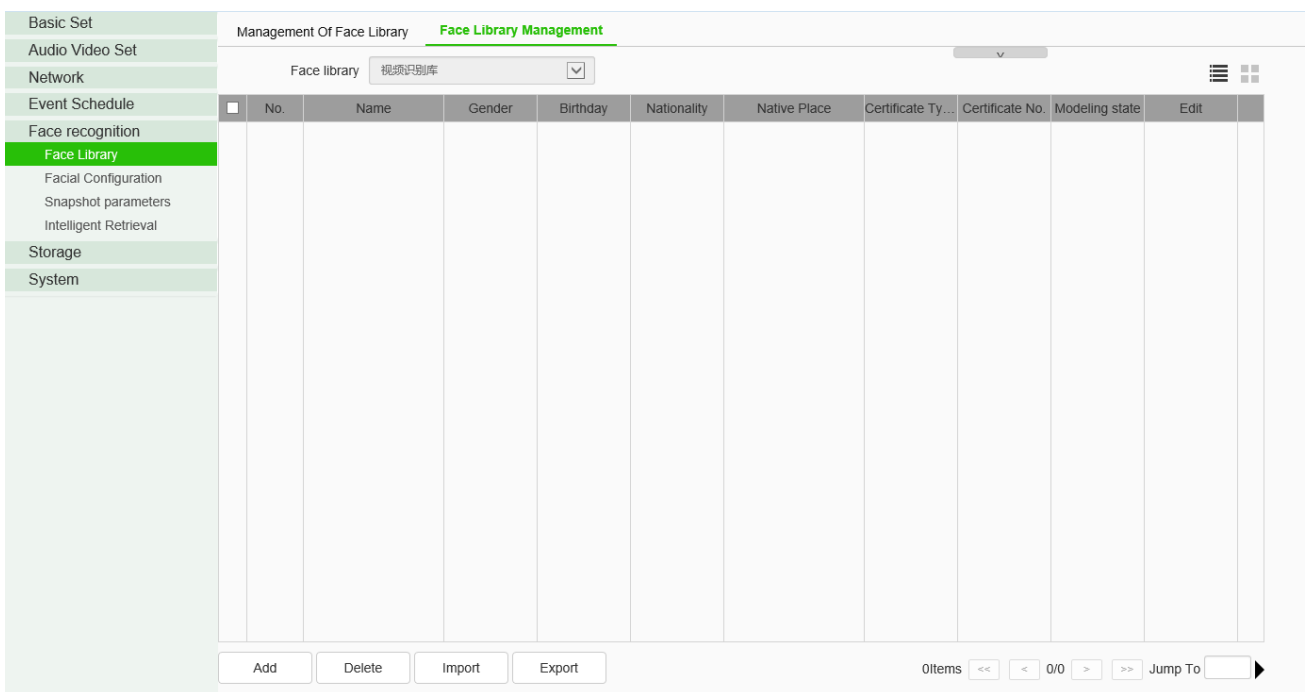 Basic Set
Audio Video Set
Network
Event Schedule
Face recognition
Face Library
Facial Configuration
Snapshot parameters
Intelligent Retrieval
Storage
System
Management Of Face Library Face Library Management
Face library 视频识别库
No. Name Gender Birthday Nationality Native Place Certificate Ty... Certificate No. Modeling state Edit
Add Delete Import Export 0Items << < 0/0 > >> Jump To